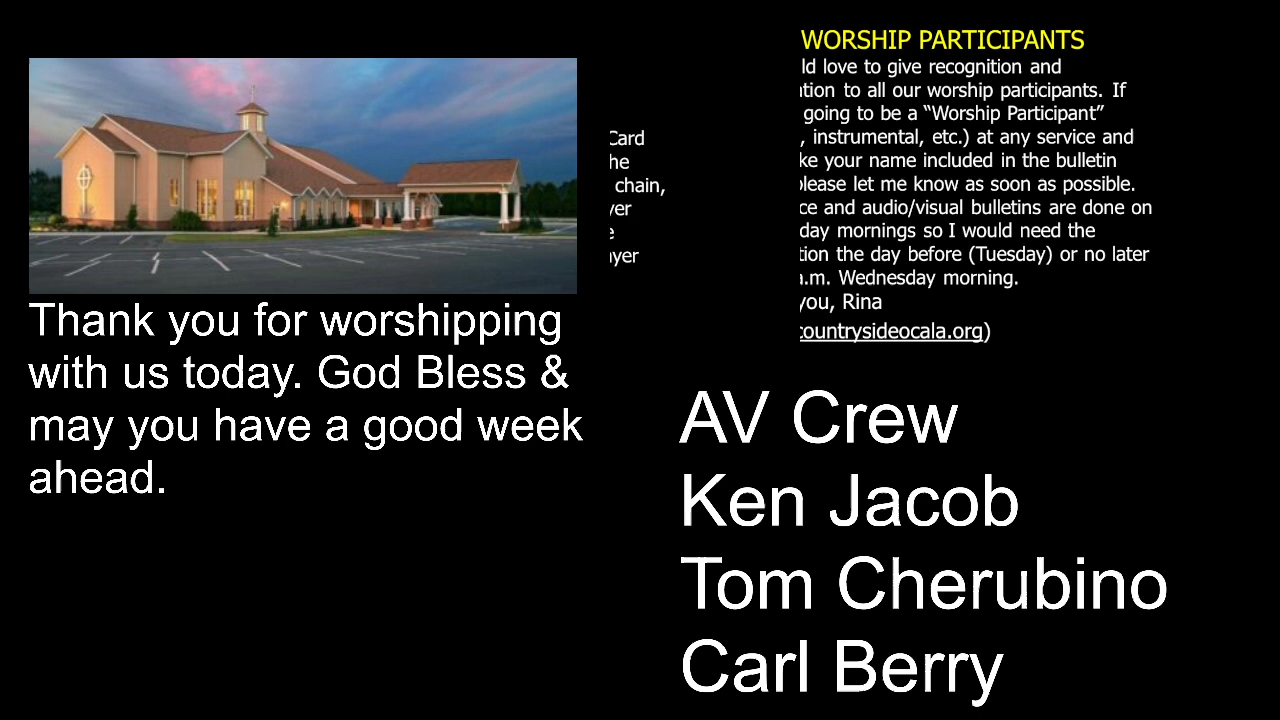 Thank you for worshipping
with us today. God Bless &
may you have a good week
ahead.
Card
he
chain,
ver
e
ayer
WORSHIP PARTICIPANTS
ld love to give recognition and
ation to all our worship participants. If
going to be a “Worship Participant”
, instrumental, etc.) at any service and
ke your name included in the bulletin
please let me know as soon as possible.
ce and audio/visual bulletins are done on
day mornings so I would need the
tion the day before (Tuesday) or no later
a.m. Wednesday morning.
you, Rina
countrysideocala.org)
AV Crew
Ken Jacob
Tom Cherubino
Carl Berry